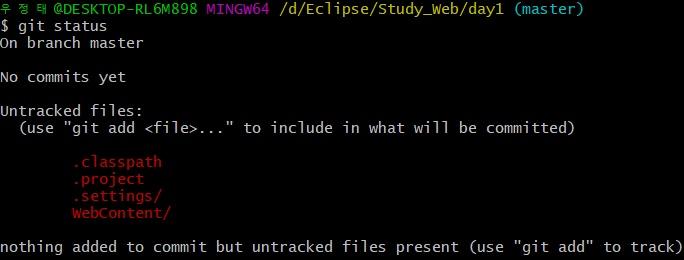 우정태@DESKTOP-RL6M898 MINGW64 /d/Eclipse/Study_Web/day1 (master)
$ git status
On branch master
No commits yet
Untracked files:
(use "git add <file>..." to include in what will be committed)
.classpath
.project
.settings/
WebContent/
nothing added to commit but untracked files present (use "git add" to track)